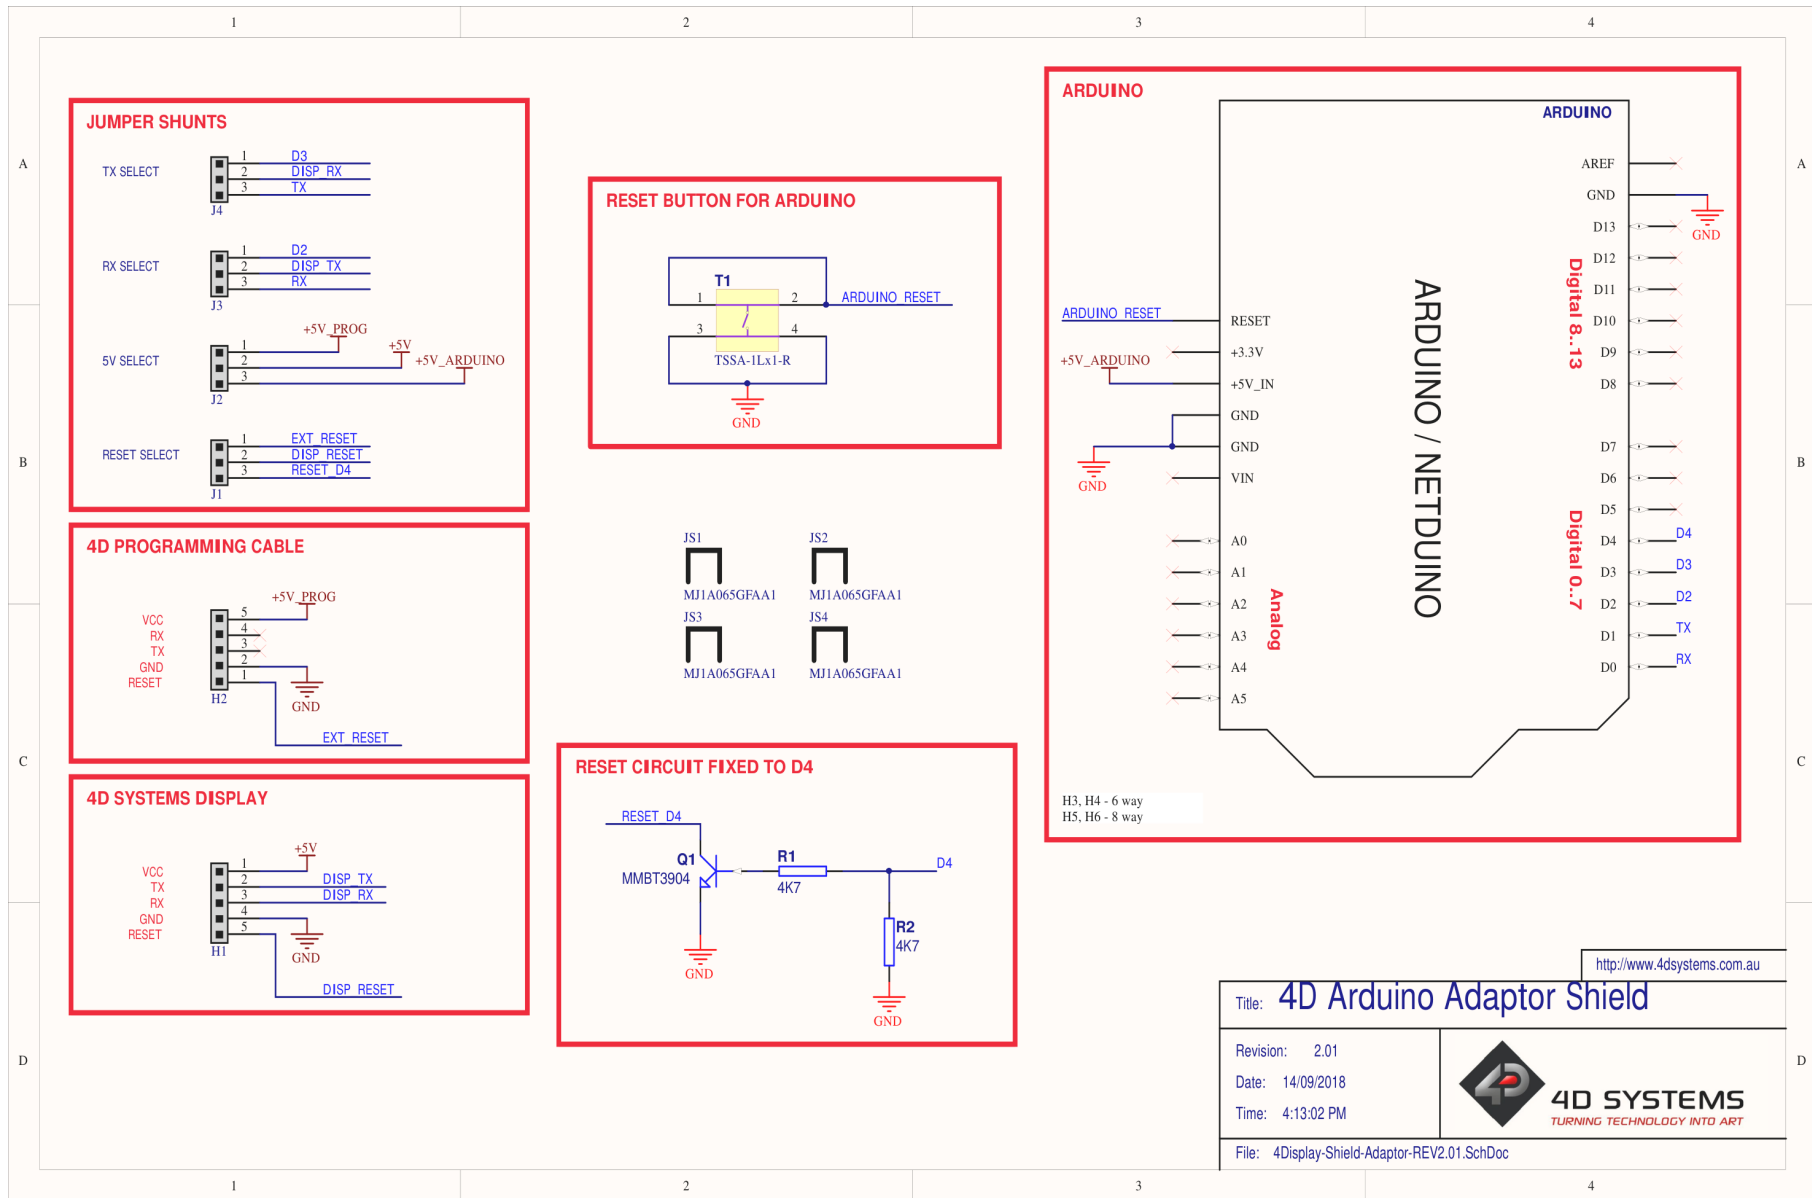 1 2 3 4
A
B
C
D
JUMPER SHUNTS
TX SELECT
1 D3
2 DISP_RX
3 TX
J4
RX SELECT
1 D2
2 DISP_TX
3 RX
J3
5V SELECT
+5V_PROG
+5V
+5V_ARDUINO
1
2
3
J2
RESET SELECT
1 EXT_RESET
2 DISP_RESET
3 RESET_D4
J1
4D PROGRAMMING CABLE
+5V_PROG
VCC 5
RX 4
TX 3
GND 2
RESET 1
H2
GND
EXT_RESET
4D SYSTEMS DISPLAY
+5V
VCC 1
TX 2 DISP_TX
RX 3 DISP_RX
GND 4
RESET 5
H1
GND
DISP_RESET
RESET BUTTON FOR ARDUINO
T1
1 2 ARDUINO_RESET
3 4
TSSA-1Lx1-R
GND
JS1 JS2
MJ1A065GFAA1 MJ1A065GFAA1
JS3 JS4
MJ1A065GFAA1 MJ1A065GFAA1
RESET CIRCUIT FIXED TO D4
RESET_D4
Q1
MMBT3904
R1
4K7
D4
R2
4K7
GND
GND
ARDUINO
ARDUINO
ARDUINO_RESET
RESET
+3.3V
+5V_ARDUINO
+5V_IN
GND
GND
GND
VIN
A0
A1
A2
A3
A4
A5
Analog
ARDUINO / NETDUINO
Digital 8..13
Digital 0..7
AREF
GND
GND
D13
D12
D11
D10
D9
D8
D7
D6
D5
D4 D4
D3 D3
D2 D2
D1 TX
D0 RX
H3, H4 - 6 way
H5, H6 - 8 way
http://www.4dsystems.com.au
Title: 4D Arduino Adaptor Shield
Revision: 2.01
Date: 14/09/2018
Time: 4:13:02 PM
4D
4D SYSTEMS
TURNING TECHNOLOGY INTO ART
File: 4Display-Shield-Adaptor-REV2.01.SchDoc
A
B
C
D
1 2 3 4